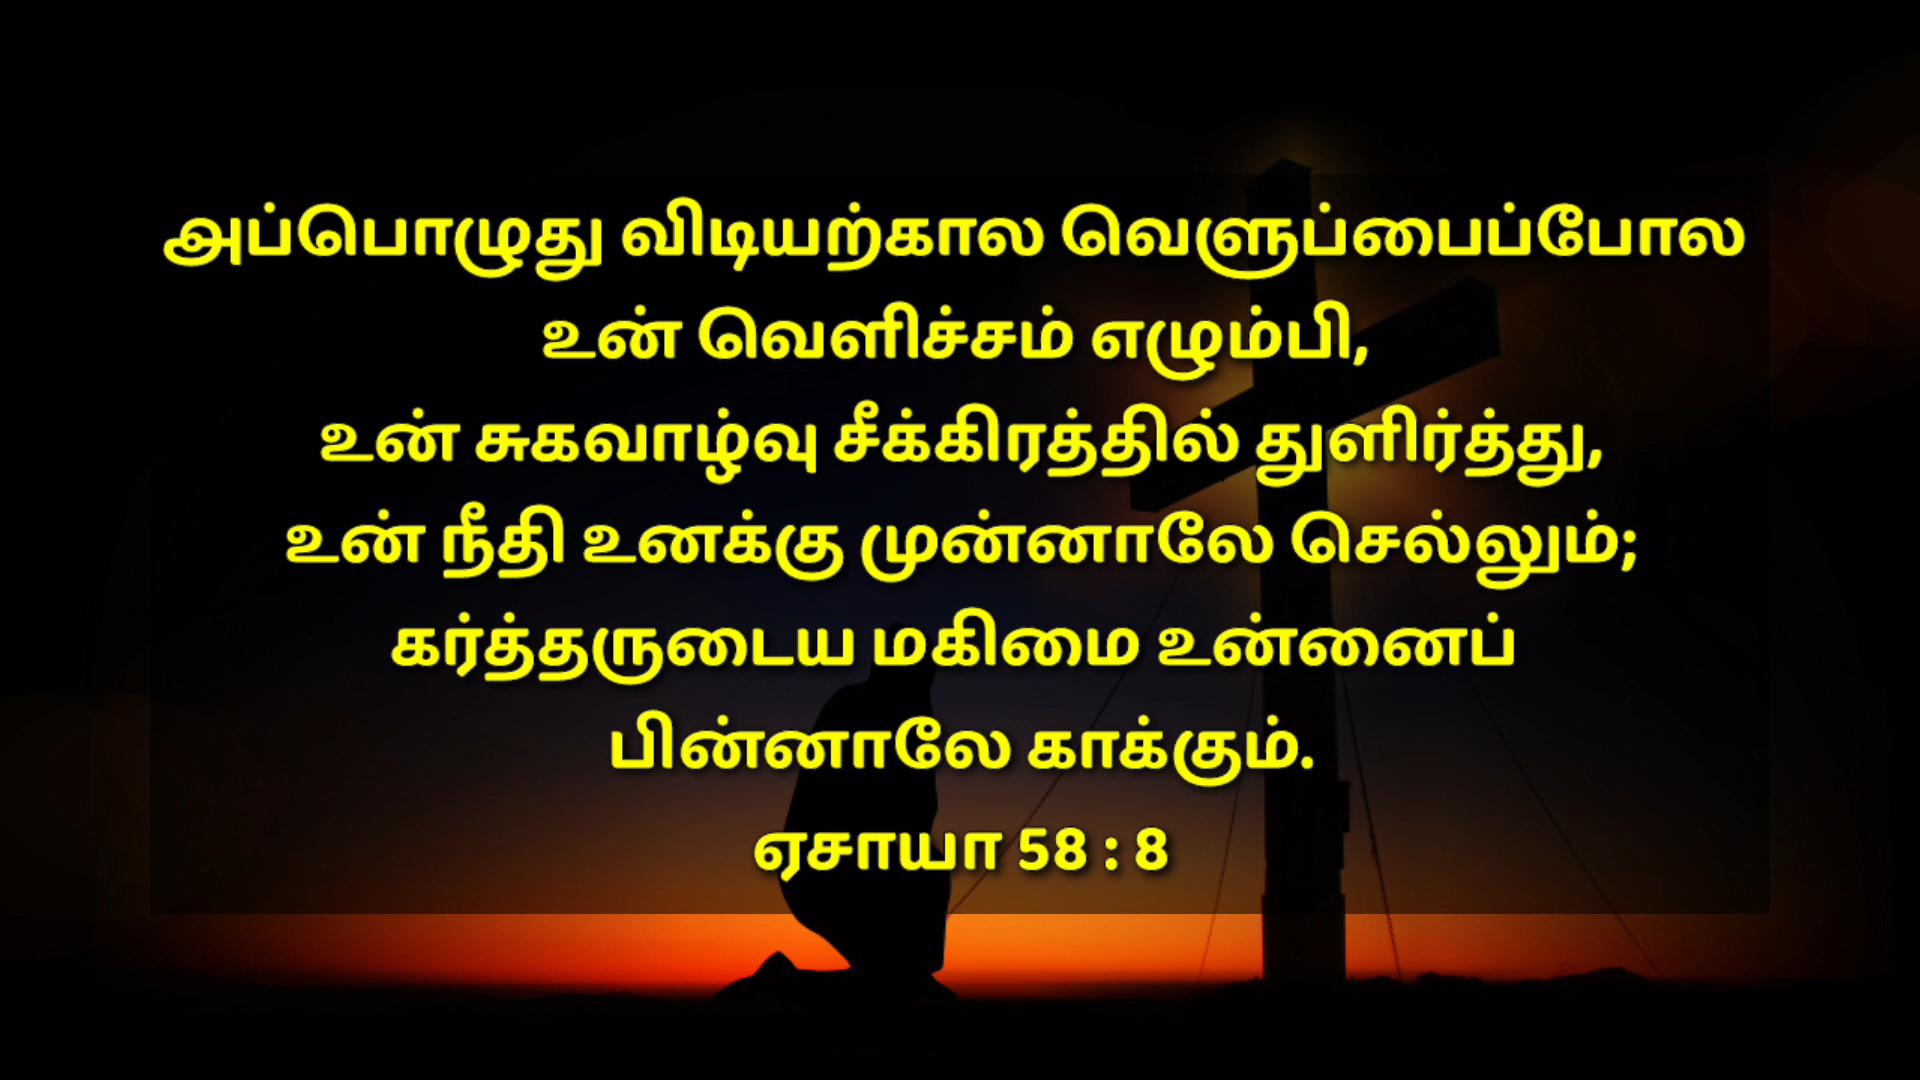 அப்பொழுது விடியற்கால வெளுப்பைப்போல
உன் வெளிச்சம் எழும்பி,
உன் சுகவாழ்வு சீக்கிரத்தில் துளிர்த்து,
உன் நீதி உனக்கு முன்னாலே செல்லும்;
கர்த்தருடைய மகிமை உன்னைப்
பின்னாலே காக்கும்.
ஏசாயா 58 : 8